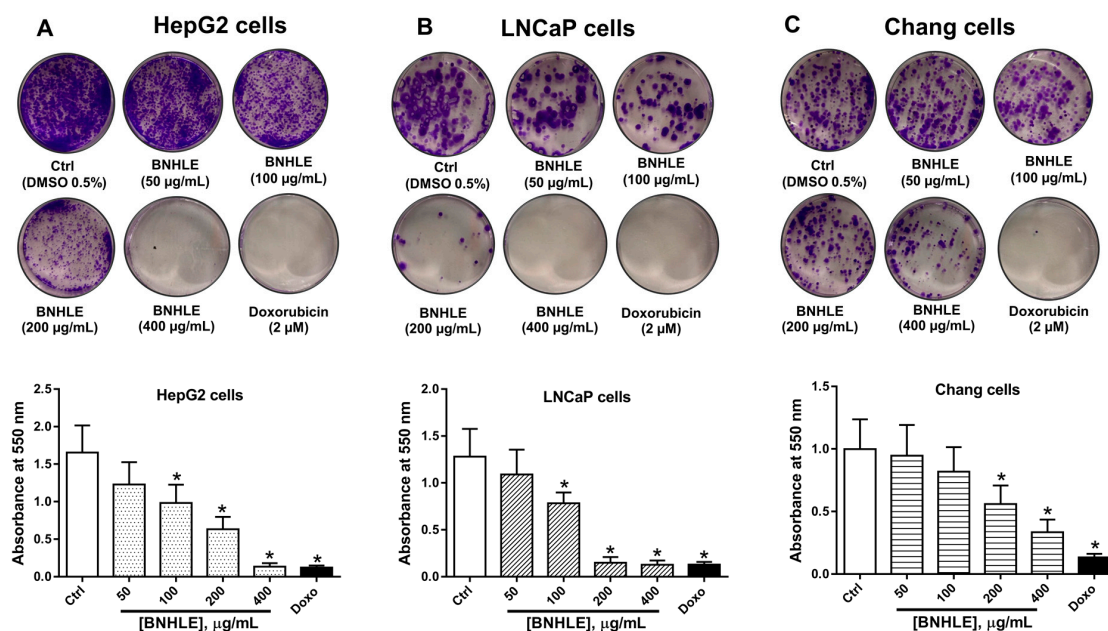 A
HepG2 cells
Ctrl
(DMSO 0.5%)
BNHLE
(50 µg/mL)
BNHLE
(100 µg/mL)
BNHLE
(200 µg/mL)
BNHLE
(400 µg/mL)
Doxorubicin
(2 µM)
B
LNCaP cells
Ctrl
(DMSO 0.5%)
BNHLE
(50 µg/mL)
BNHLE
(100 µg/mL)
BNHLE
(200 µg/mL)
BNHLE
(400 µg/mL)
Doxorubicin
(2 µM)
C
Chang cells
Ctrl
(DMSO 0.5%)
BNHLE
(50 µg/mL)
BNHLE
(100 µg/mL)
BNHLE
(200 µg/mL)
BNHLE
(400 µg/mL)
Doxorubicin
(2 µM)
HepG2 cells
Absorbance at 550 nm
2.5
2.0
1.5
1.0
0.5
0.0
* * * *
Ctrl 50 100 200 400 Doxo
[BNHLE], µg/mL
LNCaP cells
Absorbance at 550 nm
2.0
1.5
1.0
0.5
0.0
* * * *
Ctrl 50 100 200 400 Doxo
[BNHLE], µg/mL
Chang cells
Absorbance at 550 nm
1.5
1.0
0.5
0.0
* * *
Ctrl 50 100 200 400 Doxo
[BNHLE], µg/mL